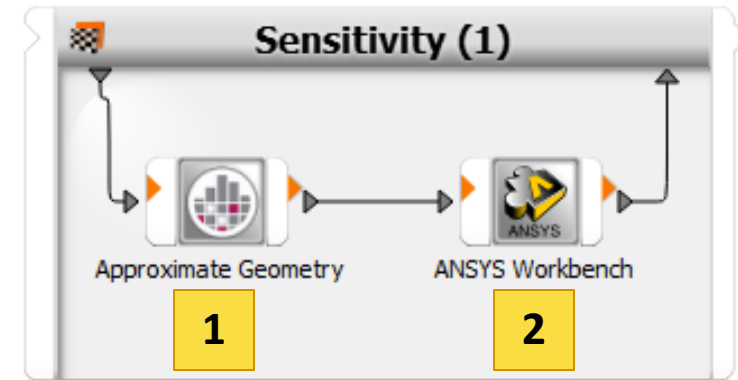 Sensitivity (1)
ANSYS
Approximate Geometry
ANSYS Workbench
1
2